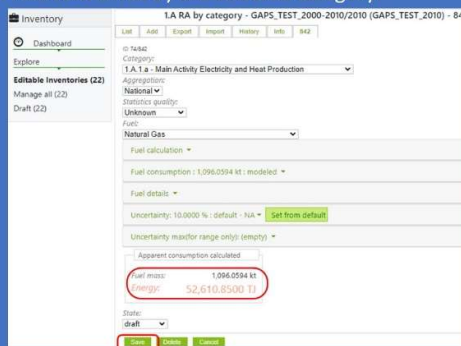 Inventory
Dashboard
Explore
Editable Inventories (22)
Manage all (22)
Draft (22)
1.A RA by category - GAPS_TEST_2000-2010/2010 (GAPS_TEST_2010) - 84
List Add Export Import History Info 842
ID T4/842
Category:
1.A.1.a - Main Activity Electricity and Heat Production
Aggregation:
National
Statistics quality:
Unknown
Fuel:
Natural Gas
Fuel calculation
Fuel consumption : 1,096.0594 kt : modeled
Fuel details
Uncertainty: 10.0000 % : default - NA Set from default
Uncertainty max(for range only): (empty)
Apparent consumption calculated
Fuel mass: 1,096.0594 kt
Energy: 52,610.8500 TJ
State:
draft
Save Delete Cancel